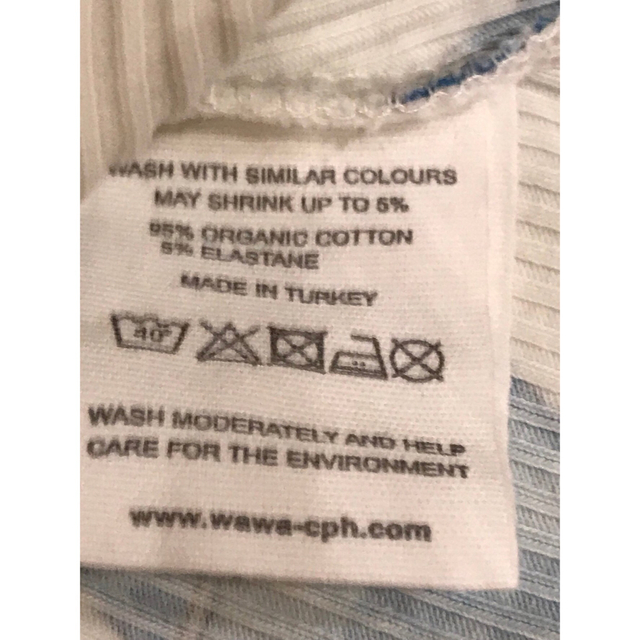 WASH WITH SIMILAR COLOURS
MAY SHRINK UP TO 5%
95% ORGANIC COTTON
5% ELASTANE
MADE IN TURKEY
40°
WASH MODERATELY AND HELP
CARE FOR THE ENVIRONMENT
www.wawa-cph.com